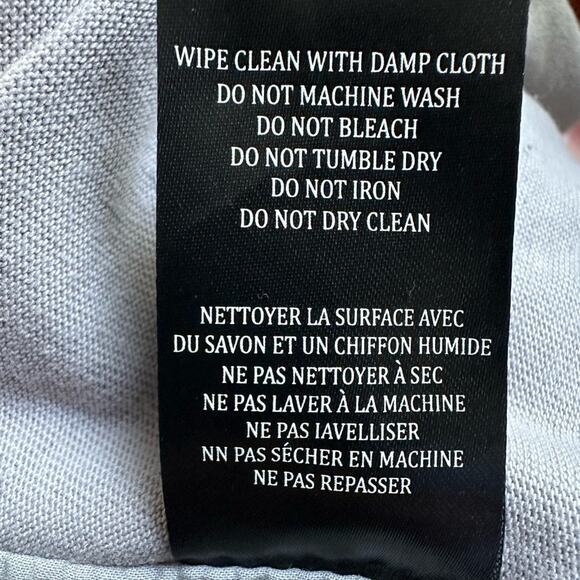 WIPE CLEAN WITH DAMP CLOTH
DO NOT MACHINE WASH
DO NOT BLEACH
DO NOT TUMBLE DRY
DO NOT IRON
DO NOT DRY CLEAN
NETTOYER LA SURFACE AVEC
DU SAVON ET UN CHIFFON HUMIDE
NE PAS NETTOYER À SEC
NE PAS LAVER À LA MACHINE
NE PAS IAVELLISER
NN PAS SÉCHER EN MACHINE
NE PAS REPASSER